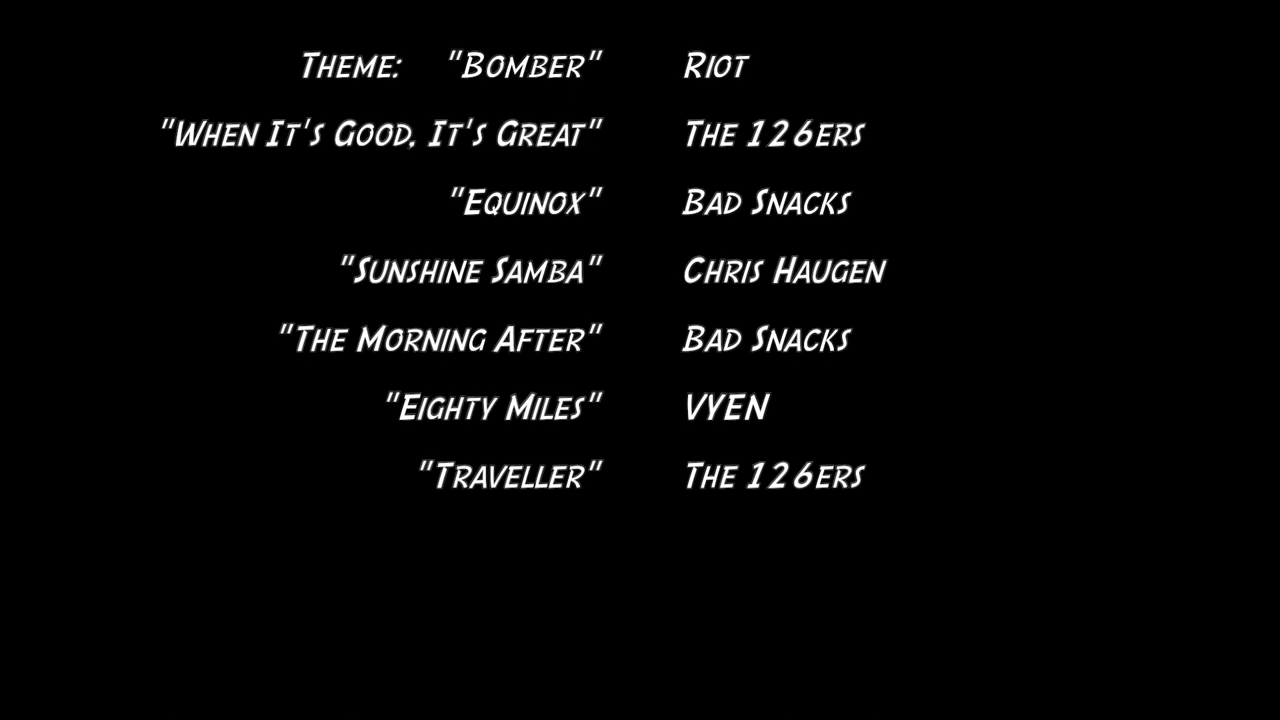 Theme: "Bomber" Riot
"When It's Good, It's Great" The 126ers
"Equinox" Bad Snacks
"Sunshine Samba" Chris Haugen
"The Morning After" Bad Snacks
"Eighty Miles" VYEN
"Traveller" The 126ers